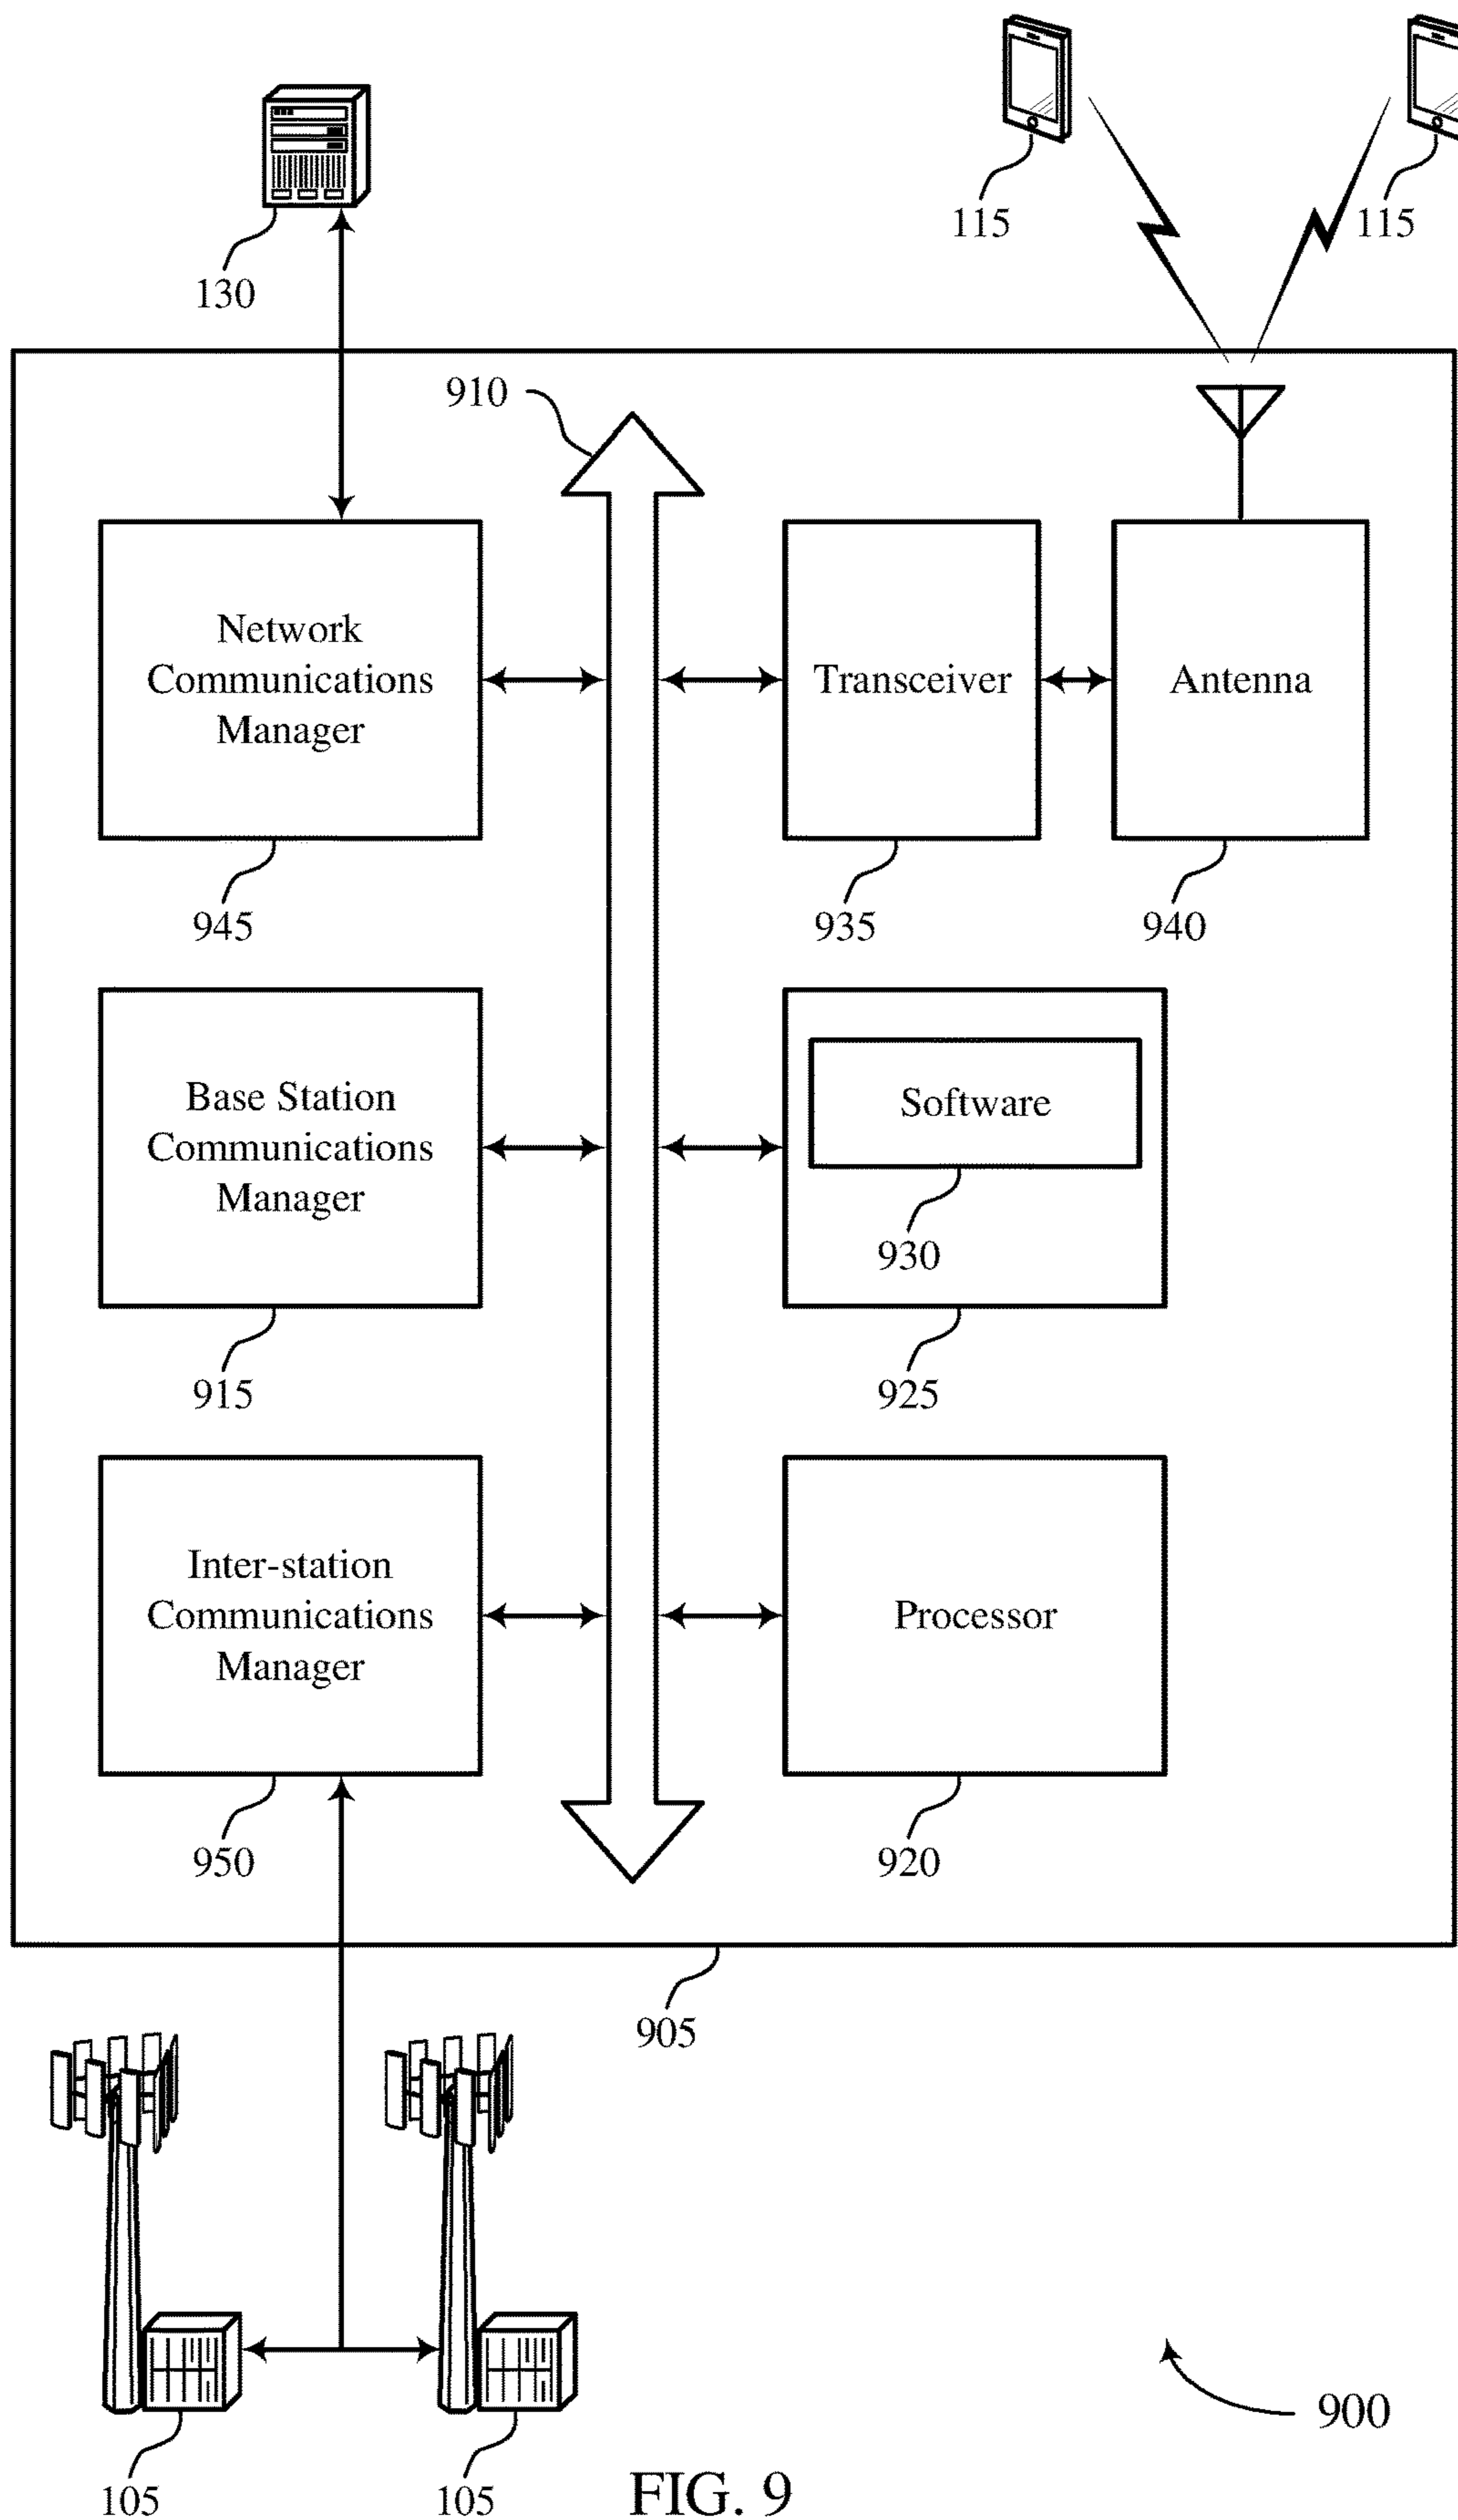 115
115
130
910
Network
Communications
Manager
Transceiver
Antenna
945
935
940
Base Station
Communications
Manager
Software
930
915
925
Inter-station
Communications
Manager
Processor
950
920
905
900
105
105
FIG. 9